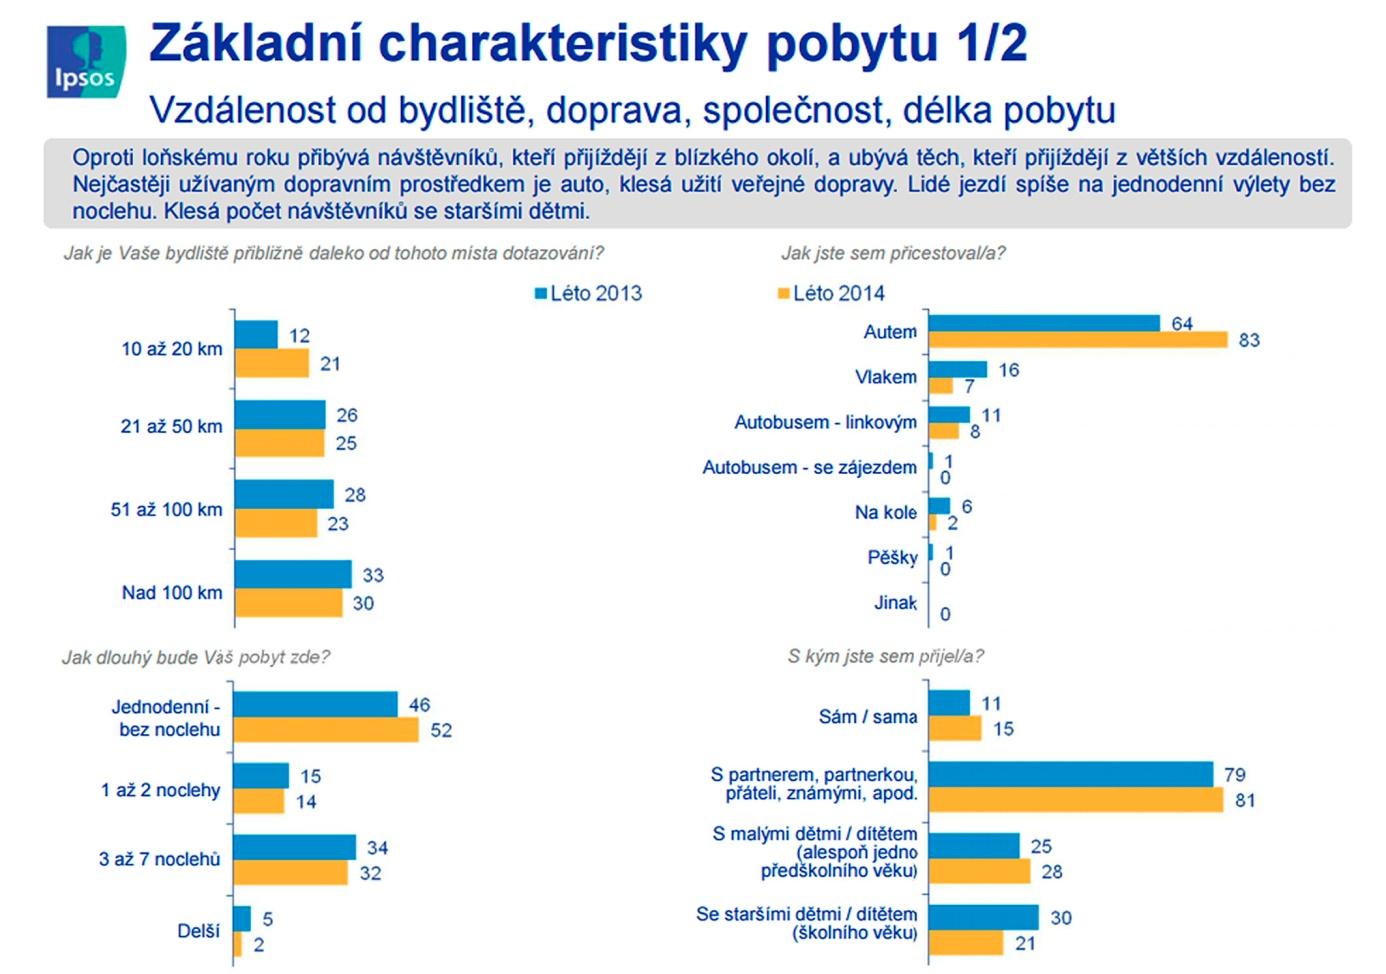 Ipsos
Základní charakteristiky pobytu 1/2
Vzdálenost od bydliště, doprava, společnost, délka pobytu
Oproti loňskému roku přibývá návštěvníků, kteří přijíždějí z blízkého okolí, a ubývá těch, kteří přijíždějí z větších vzdáleností.
Nejčastěji užívaným dopravním prostředkem je auto, klesá užití veřejné dopravy. Lidé jezdí spíše na jednodenní výlety bez
noclehu. Klesá počet návštěvníků se staršími dětmi.
Jak je Vaše bydliště přibližně daleko od tohoto místa dotazování?
Léto 2013
10 až 20 km
12
21
21 až 50 km
26
25
51 až 100 km
28
23
Nad 100 km
33
30
Jak jste sem přicestoval/a?
Léto 2014
Autem
64
83
Vlakem
16
7
Autobusem - linkovým
11
8
Autobusem - se zájezdem
1
0
Na kole
6
2
Pěšky
1
0
Jinak
0
Jak dlouhý bude Váš pobyt zde?
Jednodenní -
bez noclehu
46
52
1 až 2 noclehy
15
14
3 až 7 noclehů
34
32
Delší
5
2
S kým jste sem přijel/a?
Sám / sama
11
15
S partnerem, partnerkou,
přáteli, známými, apod.
79
81
S malými dětmi / dítětem
(alespoň jedno
předškolního věku)
25
28
Se staršími dětmi / dítětem
(školního věku)
30
21